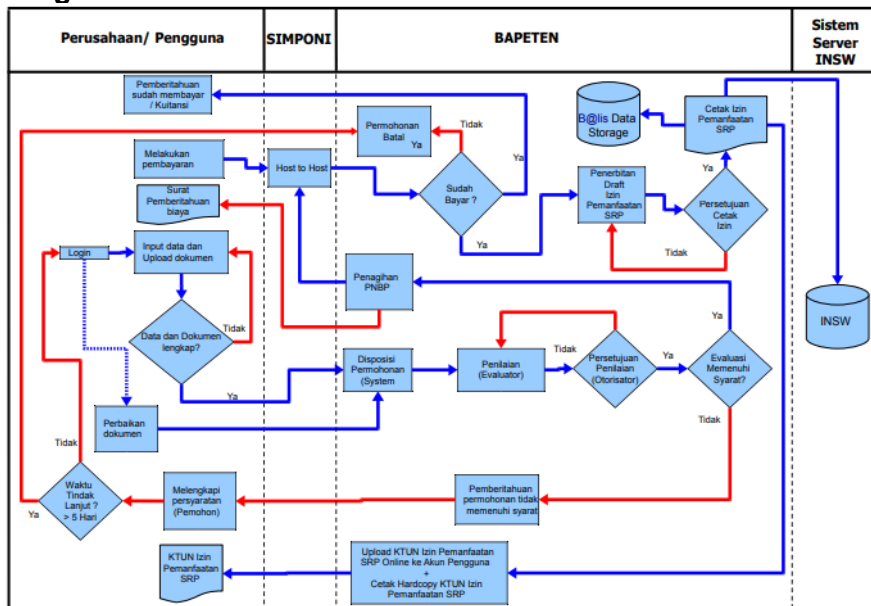 Perusahaan/ Pengguna
SIMPONI
BAPETEN
Sistem
Server
INSW
Pemberitahuan
sudah membayar
/ Kuitansi
Permohonan
Batal
Ya
Tidak
B@lis Data
Storage
Cetak Izin
Pemanfaatan
SRP
Melakukan
pembayaran
Host to Host
Sudah
Bayar ?
Ya
Ya
Penerbitan
Draft
Izin
Pemanfaatan
SRP
Persetujuan
Cetak
Izin
Ya
Tidak
Surat
Pemberitahuan
biaya
Login
Input data dan
Upload dokumen
Penagihan
PNBP
INSW
Data dan Dokumen
lengkap?
Tidak
Ya
Disposisi
Permohonan
(System
Penilaian
(Evaluator)
Tidak
Persetujuan
Penilaian
(Otorisator)
Ya
Evaluasi
Memenuhi
Syarat?
Ya
Tidak
Perbaikan
dokumen
Tidak
Waktu
Tindak
Lanjut ?
> 5 Hari
Ya
Melengkapi
persyaratan
(Pemohon)
Pemberitahuan
permohonan tidak
memenuhi syarat
KTUN Izin
Pemanfaatan
SRP
Upload KTUN Izin Pemanfaatan
SRP Online ke Akun Pengguna
+
Cetak Hardcopy KTUN Izin
Pemanfaatan SRP